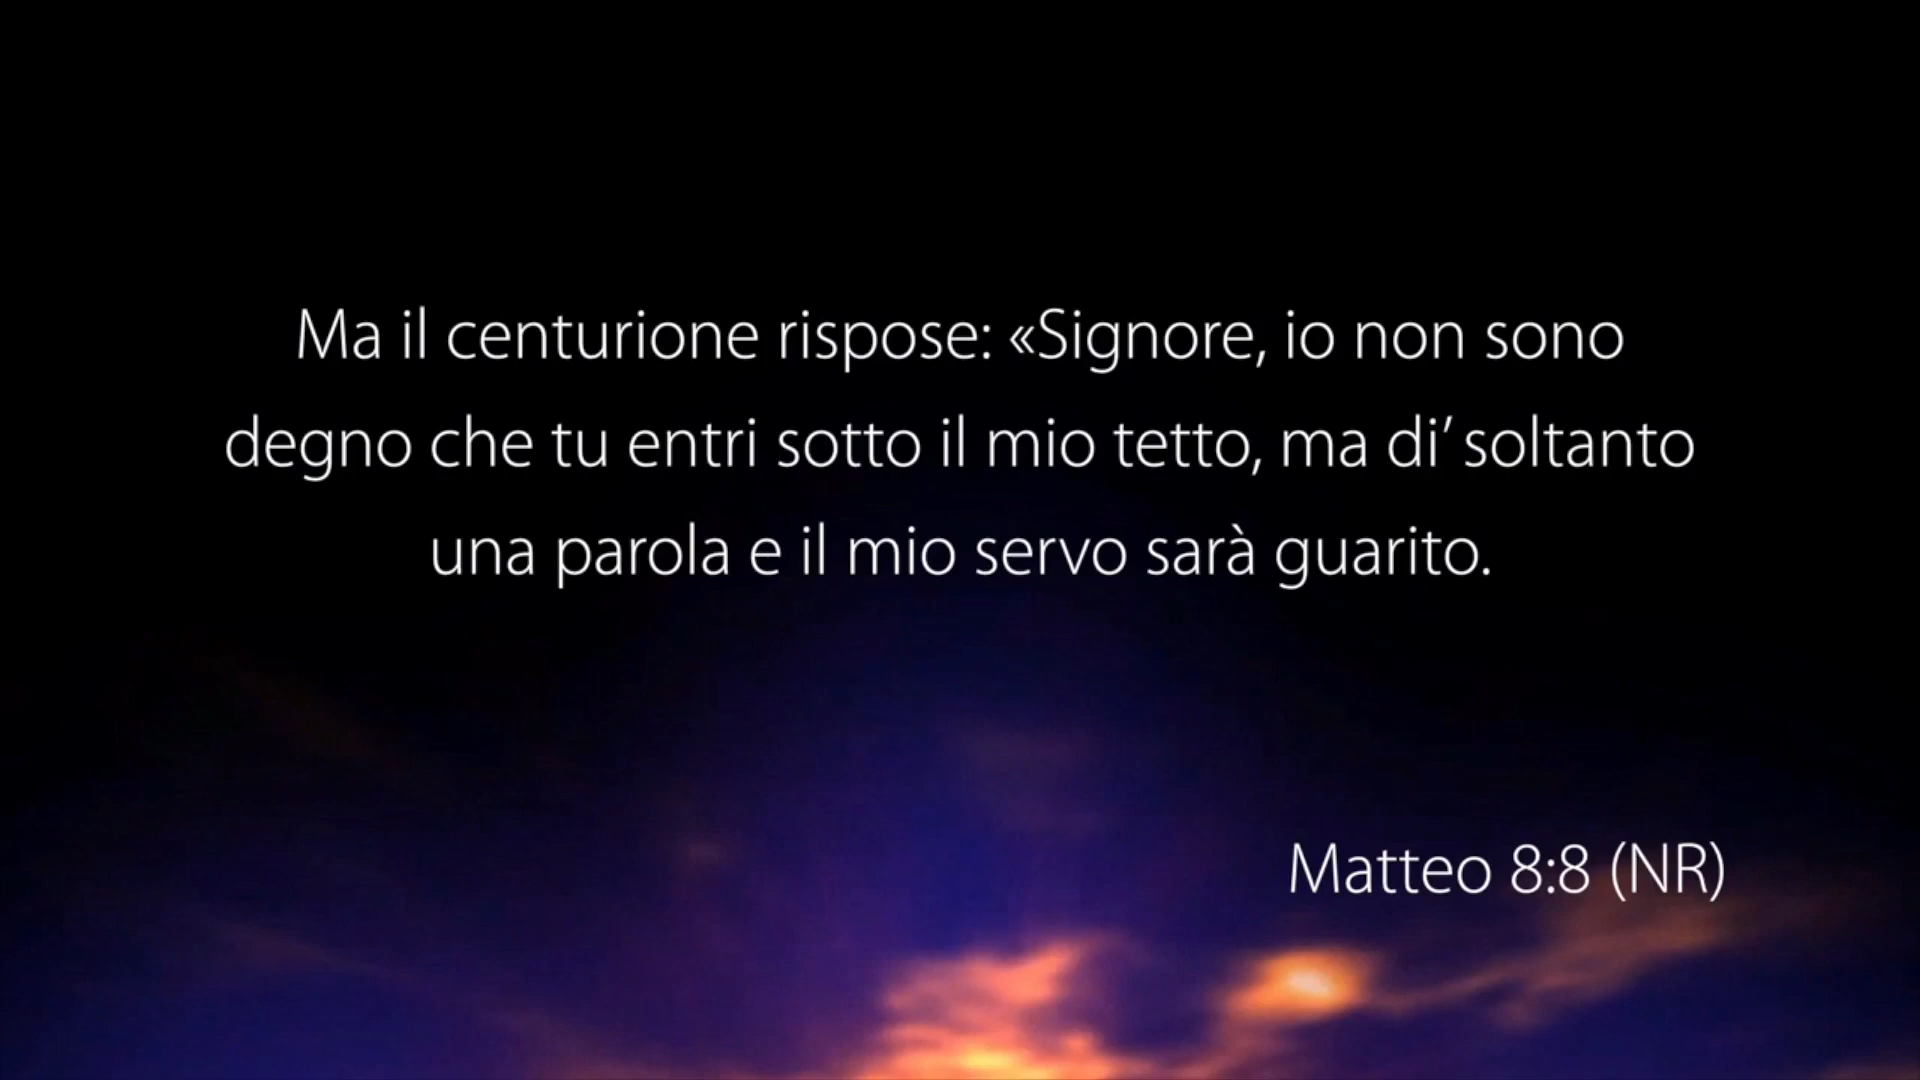 Ma il centurione rispose: «Signore, io non sono
degno che tu entri sotto il mio tetto, ma di’ soltanto
una parola e il mio servo sarà guarito.
Matteo 8:8 (NR)